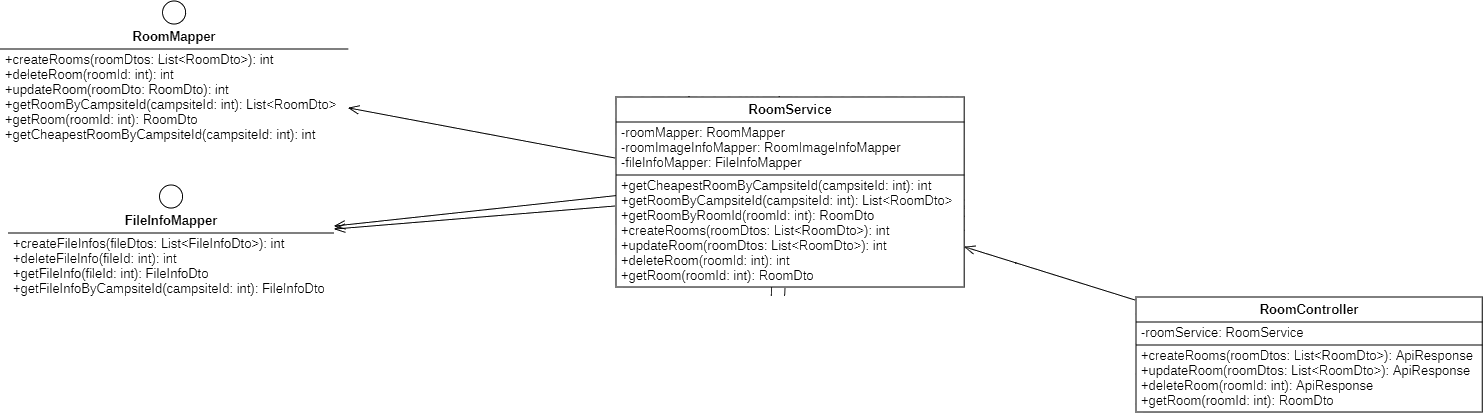 RoomMapper
+createRooms(roomDtos: List<RoomDto>): int
+deleteRoom(roomId: int): int
+updateRoom(roomDto: RoomDto): int
+getRoomByCampsiteId(campsiteId: int): List<RoomDto>
+getRoom(roomId: int): RoomDto
+getCheapestRoomByCampsiteId(campsiteId: int): int
FileInfoMapper
+createFileInfos(fileDtos: List<FileInfoDto>): int
+deleteFileInfo(fileId: int): int
+getFileInfo(fileId: int): FileInfoDto
+getFileInfoByCampsiteId(campsiteId: int): FileInfoDto
RoomService
-roomMapper: RoomMapper
-roomImageInfoMapper: RoomImageInfoMapper
-fileInfoMapper: FileInfoMapper
+getCheapestRoomByCampsiteId(campsiteId: int): int
+getRoomByCampsiteId(campsiteId: int): List<RoomDto>
+getRoomByRoomId(roomId: int): RoomDto
+createRooms(roomDtos: List<RoomDto>): int
+updateRoom(roomDtos: List<RoomDto>): int
+deleteRoom(roomId: int): int
+getRoom(roomId: int): RoomDto
RoomController
-roomService: RoomService
+createRooms(roomDtos: List<RoomDto>): ApiResponse
+updateRoom(roomDtos: List<RoomDto>): ApiResponse
+deleteRoom(roomId: int): ApiResponse
+getRoom(roomId: int): RoomDto